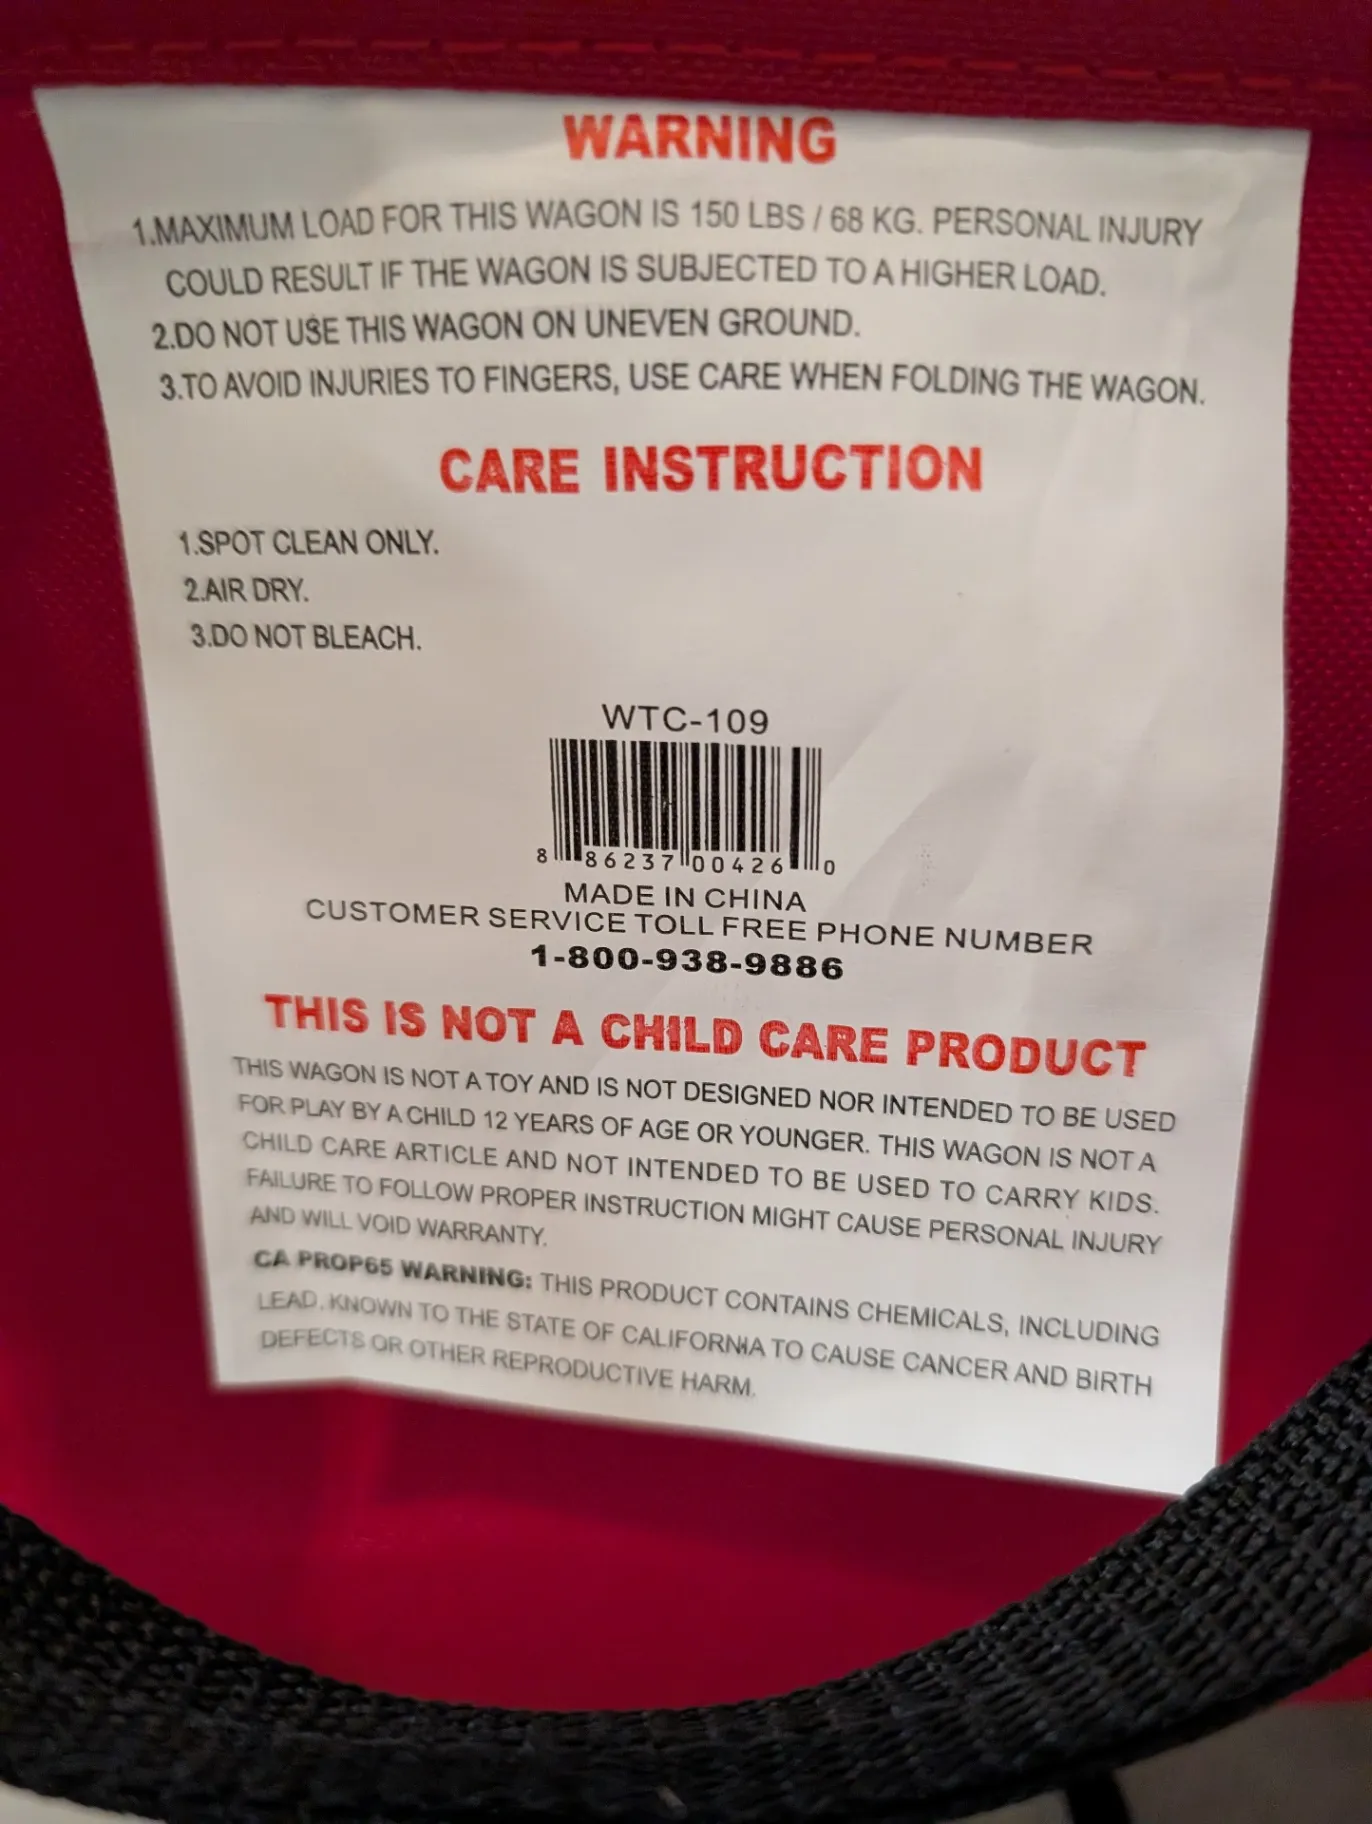 WARNING
1.MAXIMUM LOAD FOR THIS WAGON IS 150 LBS / 68 KG. PERSONAL INJURY
COULD RESULT IF THE WAGON IS SUBJECTED TO A HIGHER LOAD.
2.DO NOT USE THIS WAGON ON UNEVEN GROUND.
3.TO AVOID INJURIES TO FINGERS, USE CARE WHEN FOLDING THE WAGON.
CARE INSTRUCTION
1.SPOT CLEAN ONLY.
2.AIR DRY.
3.DO NOT BLEACH.
WTC-109
8 86237 00426 0
MADE IN CHINA
CUSTOMER SERVICE TOLL FREE PHONE NUMBER
1-800-938-9886
THIS IS NOT A CHILD CARE PRODUCT
THIS WAGON IS NOT A TOY AND IS NOT DESIGNED NOR INTENDED TO BE USED
FOR PLAY BY A CHILD 12 YEARS OF AGE OR YOUNGER. THIS WAGON IS NOT A
CHILD CARE ARTICLE AND NOT INTENDED TO BE USED TO CARRY KIDS.
FAILURE TO FOLLOW PROPER INSTRUCTION MIGHT CAUSE PERSONAL INJURY
AND WILL VOID WARRANTY.
CA PROP65 WARNING: THIS PRODUCT CONTAINS CHEMICALS, INCLUDING
LEAD. KNOWN TO THE STATE OF CALIFORNIA TO CAUSE CANCER AND BIRTH
DEFECTS OR OTHER REPRODUCTIVE HARM.